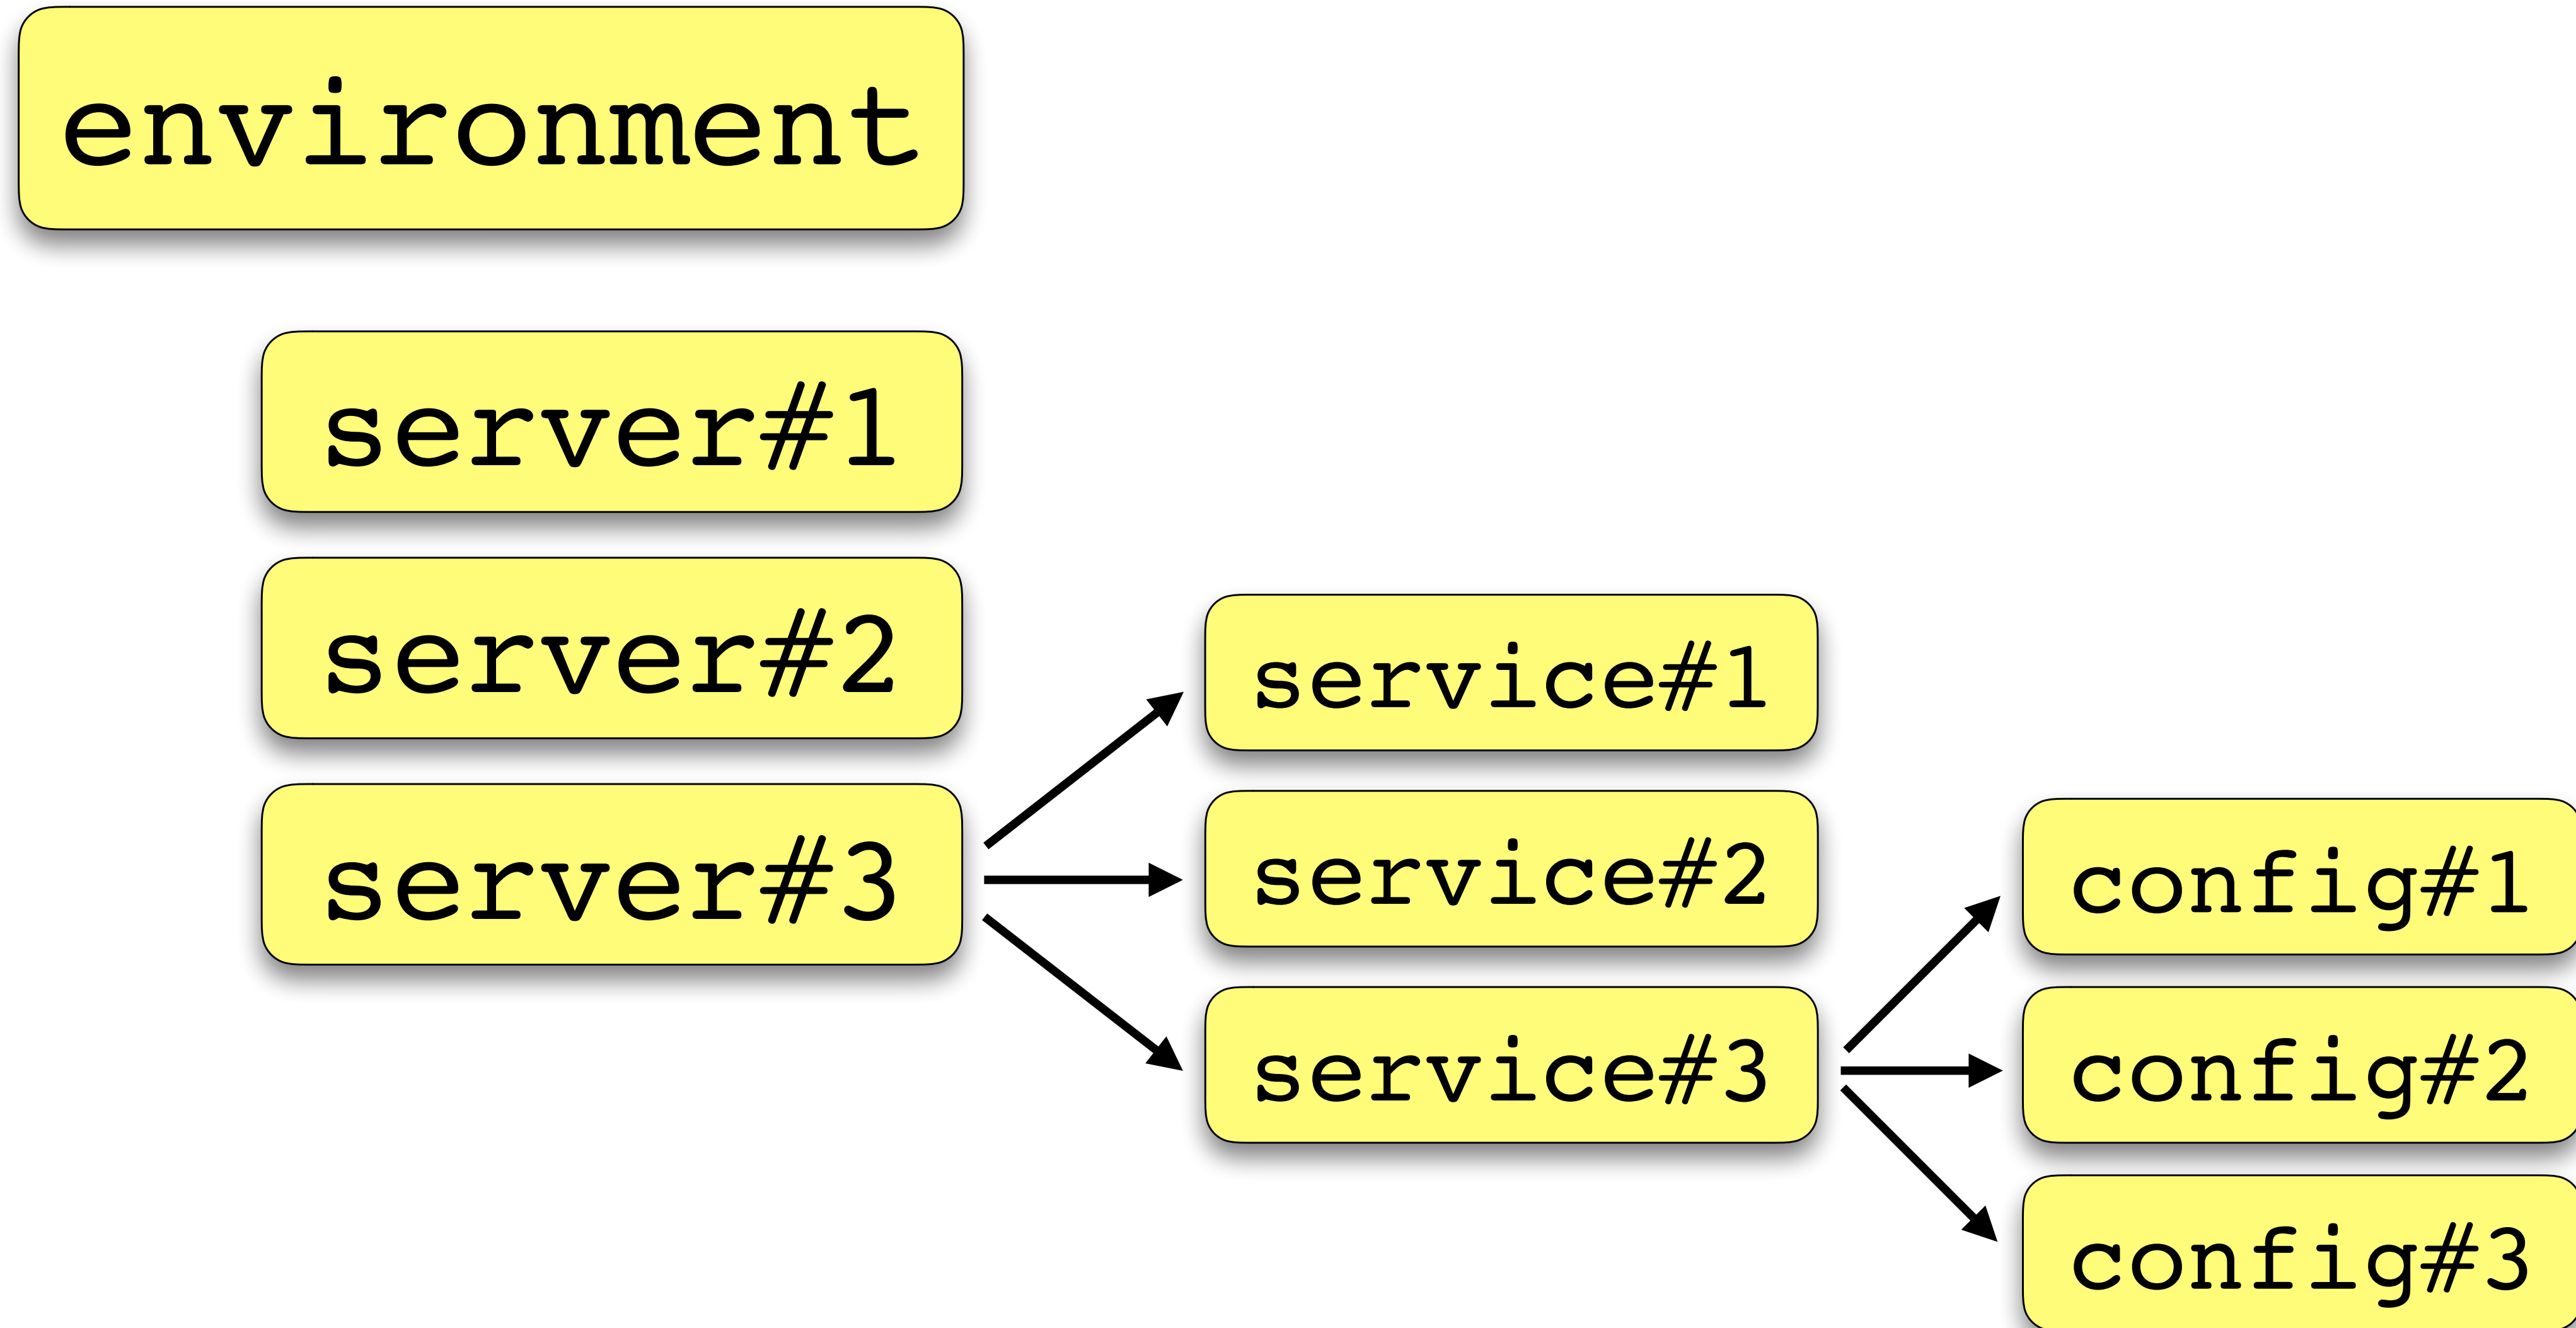 environment
server#1
server#2
server#3
service#1
service#2
service#3
config#1
config#2
config#3